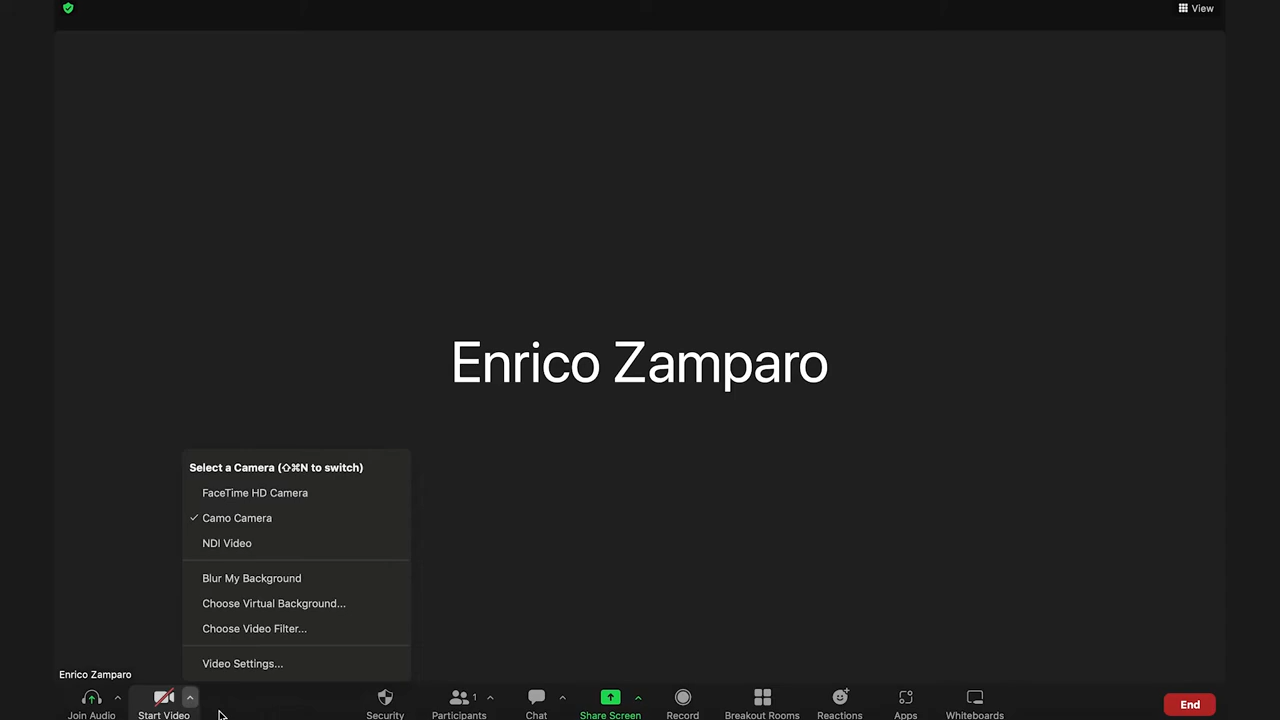 View
Enrico Zamparo
Select a Camera (⇧⌘N to switch)
FaceTime HD Camera
✓ Camo Camera
NDI Video
Blur My Background
Choose Virtual Background...
Choose Video Filter...
Video Settings...
Enrico Zamparo
Join Audio
Start Video
Security
Participants 1
Chat
Share Screen
Record
Breakout Rooms
Reactions
Apps
Whiteboards
End